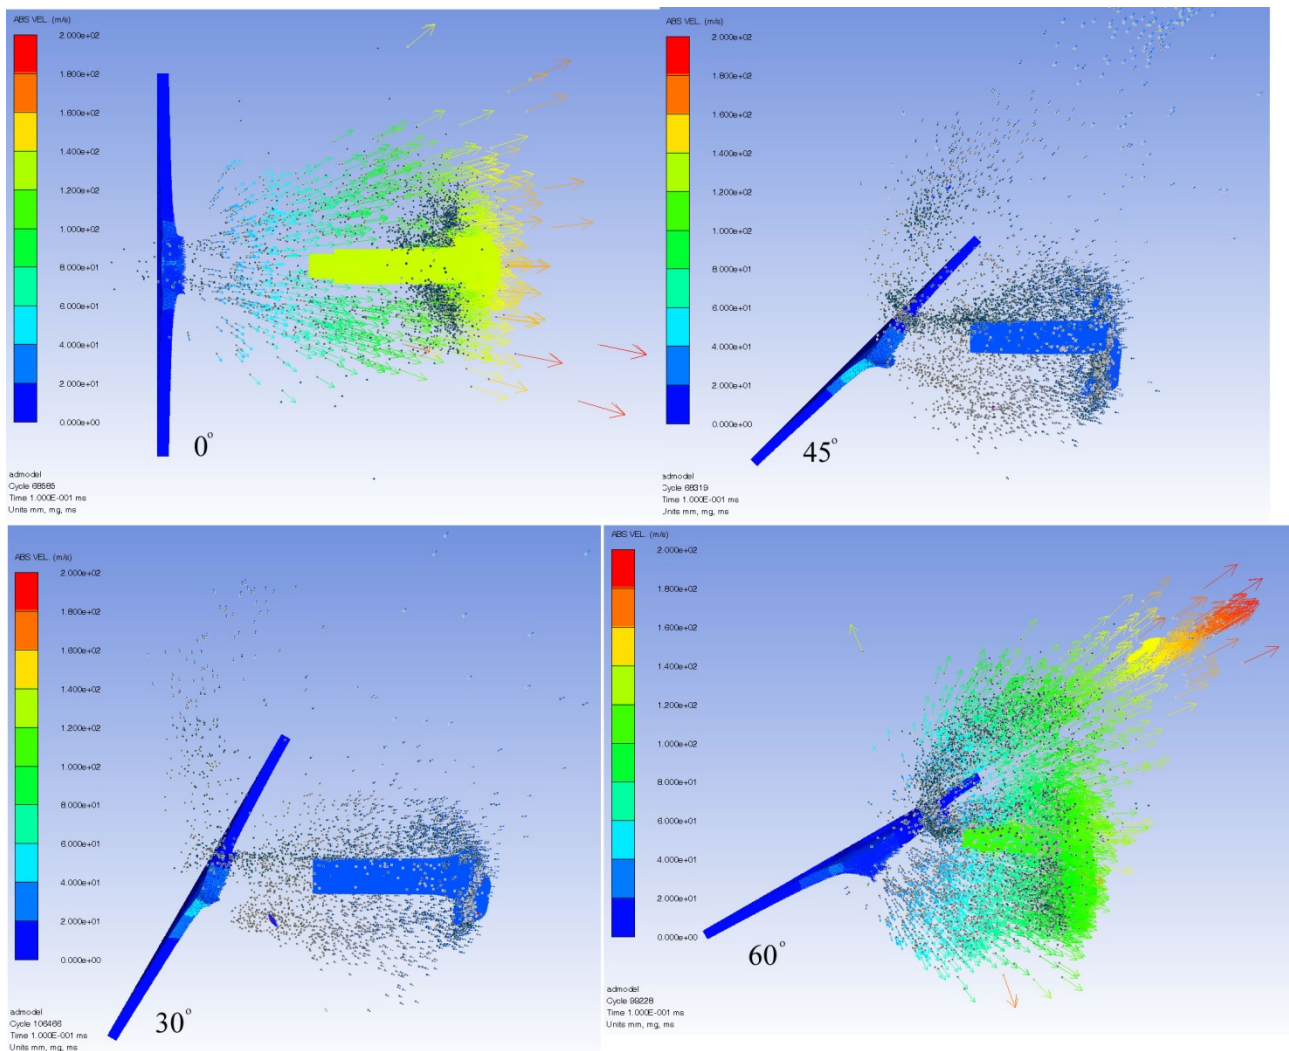 ABS VEL. (m/s)
2.000e+02
1.800e+02
1.600e+02
1.400e+02
1.200e+02
1.000e+02
8.000e+01
6.000e+01
4.000e+01
2.000e+01
0.000e+00
0°
admodel
Cycle 68585
Time 1.000E-001 ms
Units mm, mg, ms
ABS VEL. (m/s)
2.000e+02
1.800e+02
1.600e+02
1.400e+02
1.200e+02
1.000e+02
8.000e+01
6.000e+01
4.000e+01
2.000e+01
0.000e+00
45°
admodel
Cycle 68319
Time 1.000E-001 ms
Units mm, mg, ms
ABS VEL. (m/s)
2.000e+02
1.800e+02
1.600e+02
1.400e+02
1.200e+02
1.000e+02
8.000e+01
6.000e+01
4.000e+01
2.000e+01
0.000e+00
30°
admodel
Cycle 106466
Time 1.000E-001 ms
Units mm, mg, ms
ABS VEL. (m/s)
2.000e+02
1.800e+02
1.600e+02
1.400e+02
1.200e+02
1.000e+02
8.000e+01
6.000e+01
4.000e+01
2.000e+01
0.000e+00
60°
admodel
Cycle 99228
Time 1.000E-001 ms
Units mm, mg, ms